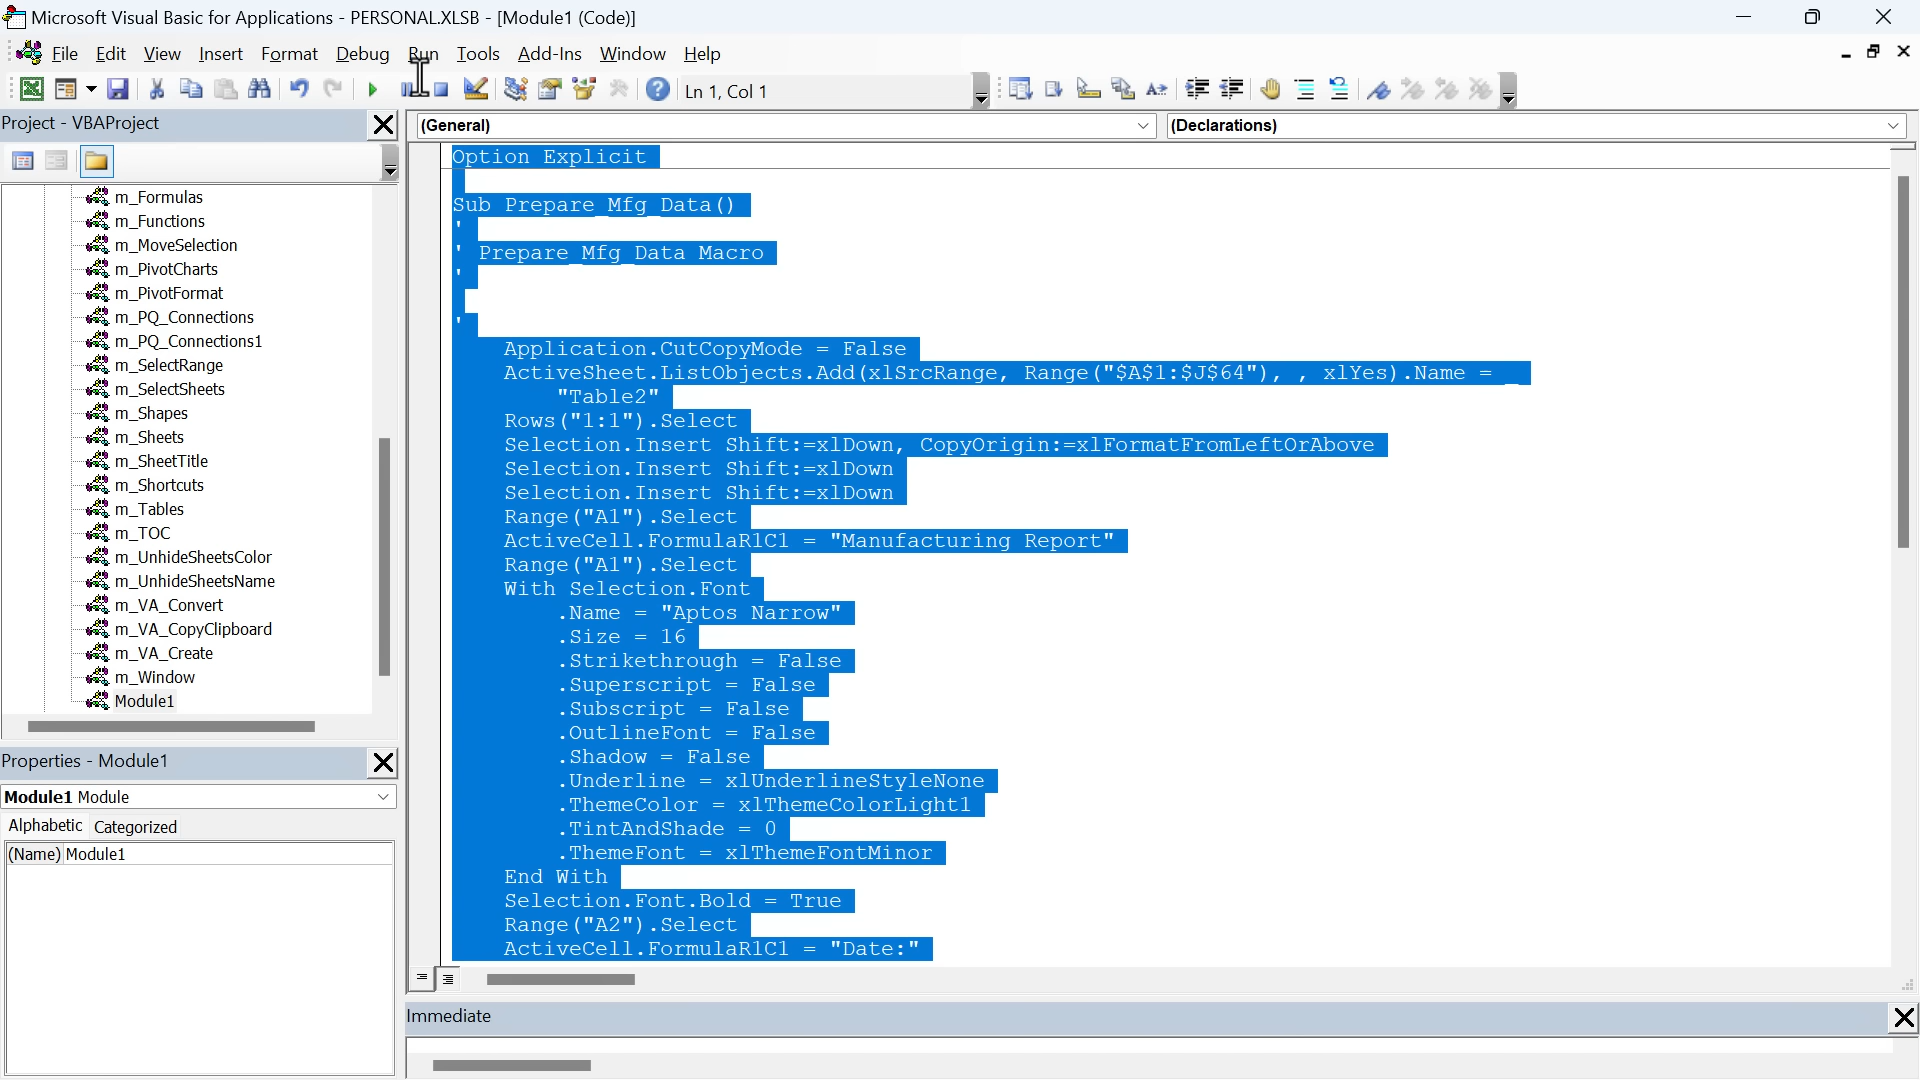 Microsoft Visual Basic for Applications - PERSONAL.XLSB - [Module1 (Code)]
File Edit View Insert Format Debug Run Tools Add-Ins Window Help
Ln 1, Col 1
Project - VBAProject
m_Formulas
m_Functions
m_MoveSelection
m_PivotCharts
m_PivotFormat
m_PQ_Connections
m_PQ_Connections1
m_SelectRange
m_SelectSheets
m_Shapes
m_Sheets
m_SheetTitle
m_Shortcuts
m_Tables
m_TOC
m_UnhideSheetsColor
m_UnhideSheetsName
m_VA_Convert
m_VA_CopyClipboard
m_VA_Create
m_Window
Module1
Properties - Module1
Module1 Module
Alphabetic Categorized
(Name) Module1
(General) (Declarations)
Option Explicit
Sub Prepare_Mfg_Data()
'
' Prepare_Mfg_Data Macro
'
'
Application.CutCopyMode = False
ActiveSheet.ListObjects.Add(xlSrcRange, Range("$A$1:$J$64"), , xlYes).Name = _
"Table2"
Rows("1:1").Select
Selection.Insert Shift:=xlDown, CopyOrigin:=xlFormatFromLeftOrAbove
Selection.Insert Shift:=xlDown
Selection.Insert Shift:=xlDown
Range("A1").Select
ActiveCell.FormulaR1C1 = "Manufacturing Report"
Range("A1").Select
With Selection.Font
.Name = "Aptos Narrow"
.Size = 16
.Strikethrough = False
.Superscript = False
.Subscript = False
.OutlineFont = False
.Shadow = False
.Underline = xlUnderlineStyleNone
.ThemeColor = xlThemeColorLight1
.TintAndShade = 0
.ThemeFont = xlThemeFontMinor
End With
Selection.Font.Bold = True
Range("A2").Select
ActiveCell.FormulaR1C1 = "Date:"
Immediate